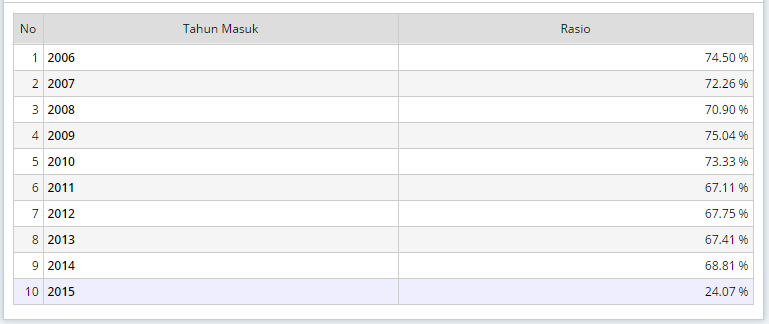 No Tahun Masuk Rasio
1 2006 74.50 %
2 2007 72.26 %
3 2008 70.90 %
4 2009 75.04 %
5 2010 73.33 %
6 2011 67.11 %
7 2012 67.75 %
8 2013 67.41 %
9 2014 68.81 %
10 2015 24.07 %